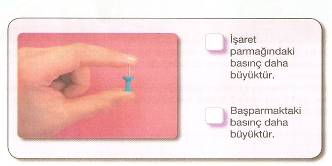 İşaret
parmağındaki
basınç daha
büyüktür.
Başparmaktaki
basınç daha
büyüktür.